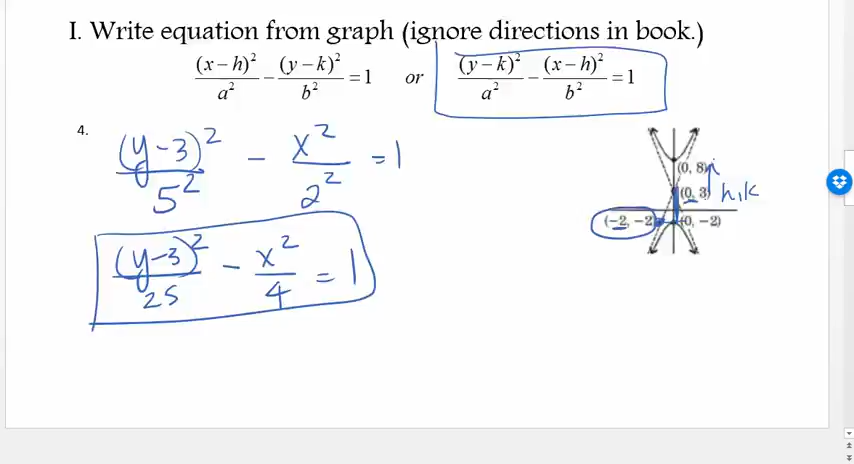 I. Write equation from graph (ignore directions in book.)
(x − h)²/a² − (y − k)²/b² = 1 or (y − k)²/a² − (x − h)²/b² = 1
4.
(y-3)²/5² - x²/2² = 1
(0, 8)
(0, 3) h,k
(−2, −2) (0, −2)
(y-3)²/25 - x²/4 = 1